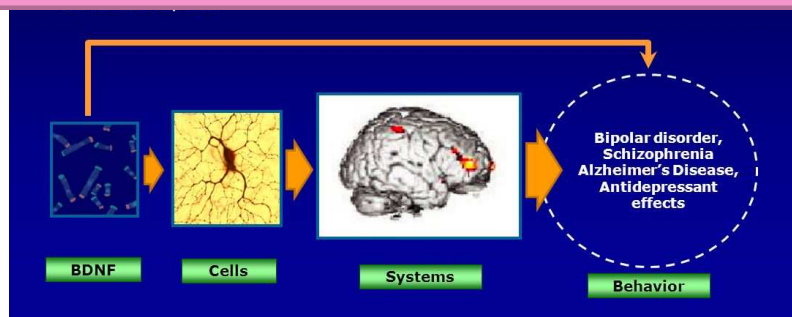 Bipolar disorder,
Schizophrenia
Alzheimer's Disease,
Antidepressant
effects
BDNF
Cells
Systems
Behavior